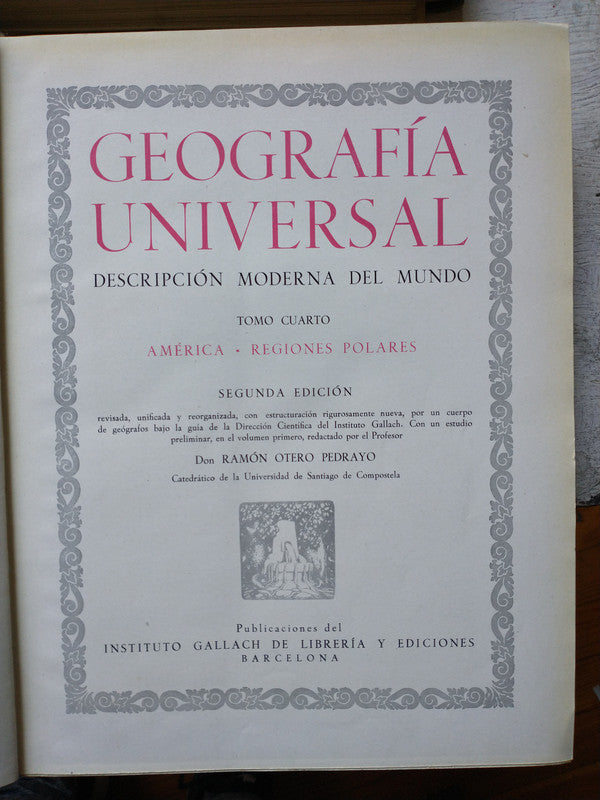 GEOGRAFÍA
UNIVERSAL
DESCRIPCIÓN MODERNA DEL MUNDO
TOMO CUARTO
AMÉRICA - REGIONES POLARES
SEGUNDA EDICIÓN
revisada, unificada y reorganizada, con estructuración rigurosamente nueva, por un cuerpo
de geógrafos bajo la guía de la Dirección Científica del Instituto Gallach. Con un estudio
preliminar, en el volumen primero, redactado por el Profesor
Don RAMÓN OTERO PEDRAYO
Catedrático de la Universidad de Santiago de Compostela
Publicaciones del
INSTITUTO GALLACH DE LIBRERÍA Y EDICIONES
BARCELONA